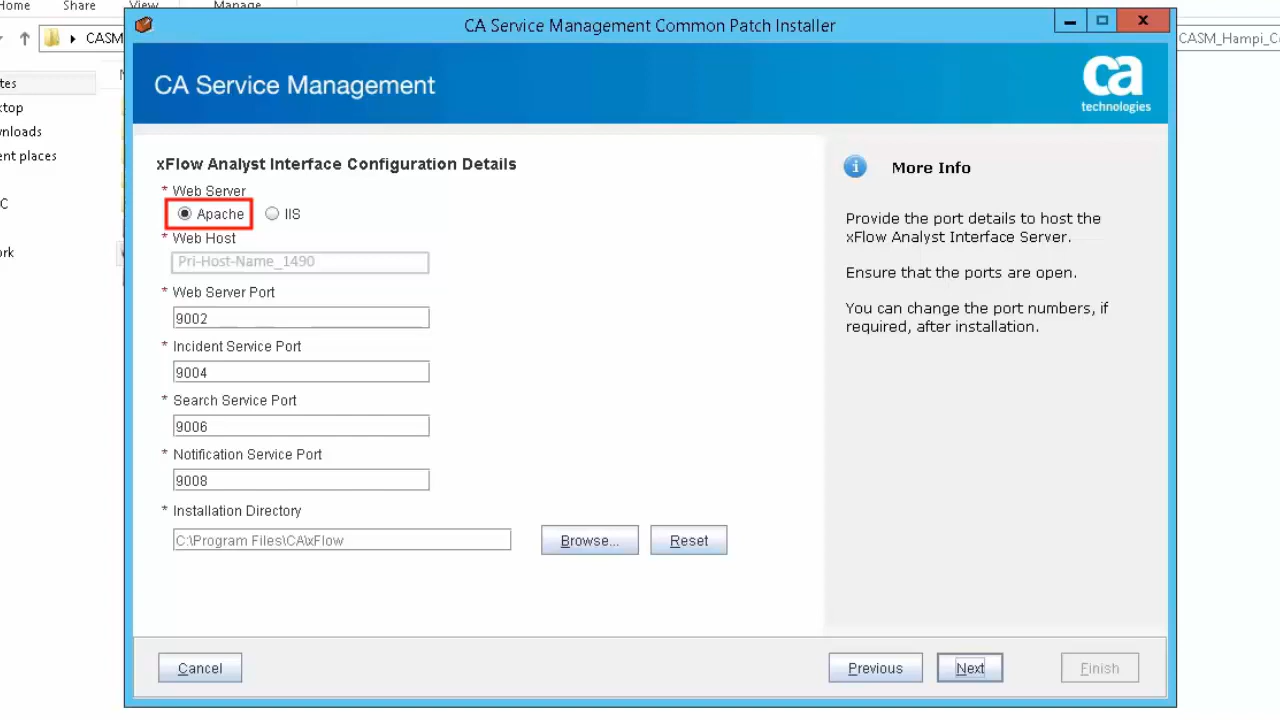 Home
Share
View
Manage
CA Service Management Common Patch Installer
CASM
CASM_Hampi_C
CA Service Management
ca
technologies
tes
ktop
wnloads
ent places
C
ork
xFlow Analyst Interface Configuration Details
* Web Server
Apache
IIS
* Web Host
Pri-Host-Name_1490
* Web Server Port
9002
* Incident Service Port
9004
* Search Service Port
9006
* Notification Service Port
9008
* Installation Directory
C:\Program Files\CA\xFlow
Browse...
Reset
More Info
Provide the port details to host the
xFlow Analyst Interface Server.
Ensure that the ports are open.
You can change the port numbers, if
required, after installation.
Cancel
Previous
Next
Finish